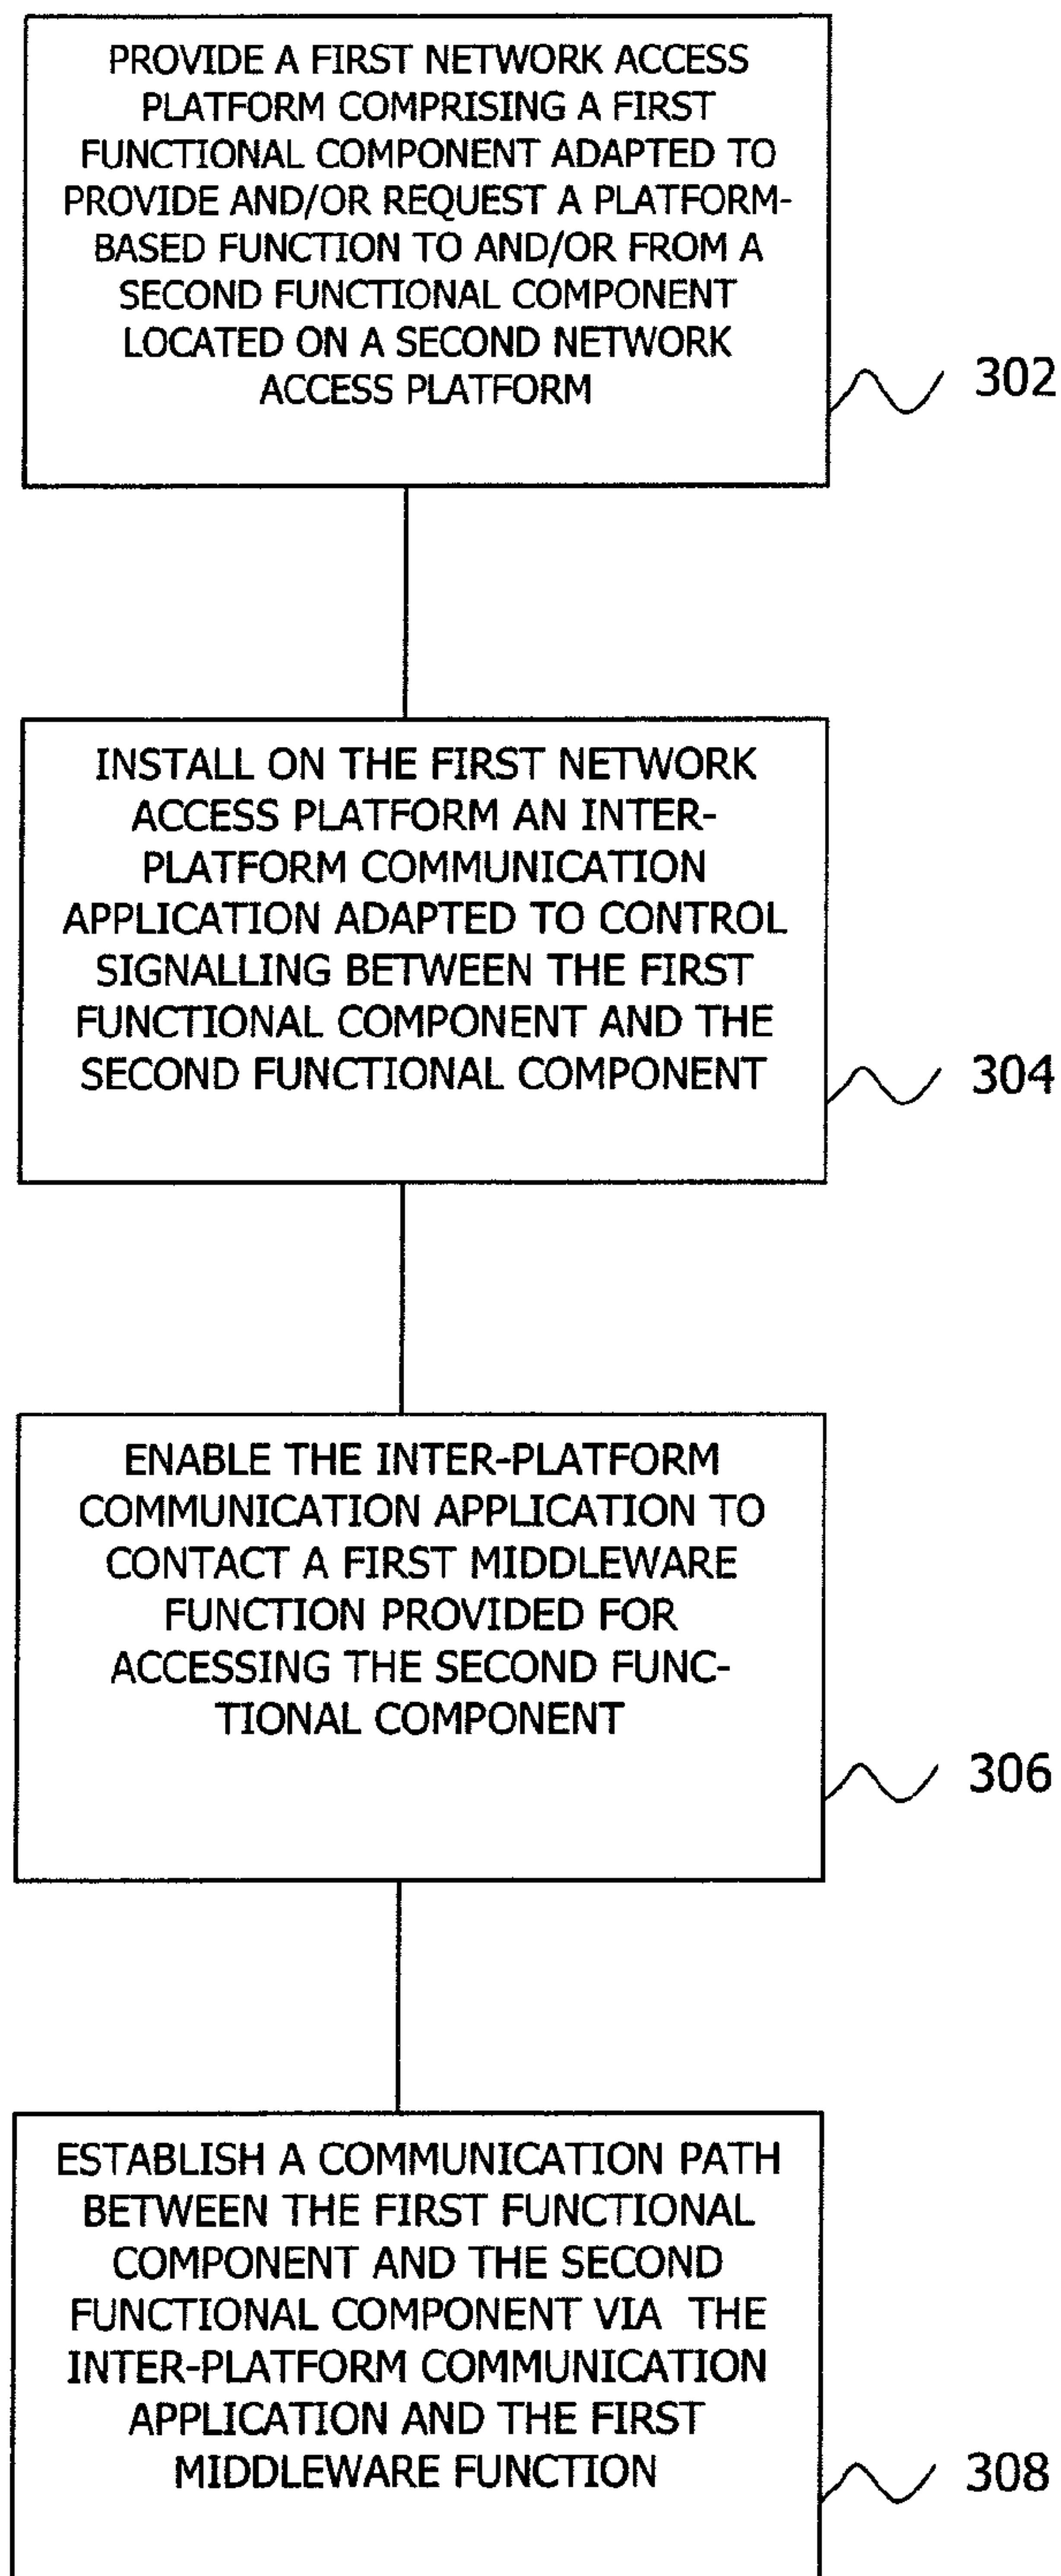 PROVIDE A FIRST NETWORK ACCESS
PLATFORM COMPRISING A FIRST
FUNCTIONAL COMPONENT ADAPTED TO
PROVIDE AND/OR REQUEST A PLATFORM-
BASED FUNCTION TO AND/OR FROM A
SECOND FUNCTIONAL COMPONENT
LOCATED ON A SECOND NETWORK
ACCESS PLATFORM
302
INSTALL ON THE FIRST NETWORK
ACCESS PLATFORM AN INTER-
PLATFORM COMMUNICATION
APPLICATION ADAPTED TO CONTROL
SIGNALLING BETWEEN THE FIRST
FUNCTIONAL COMPONENT AND THE
SECOND FUNCTIONAL COMPONENT
304
ENABLE THE INTER-PLATFORM
COMMUNICATION APPLICATION TO
CONTACT A FIRST MIDDLEWARE
FUNCTION PROVIDED FOR
ACCESSING THE SECOND FUNC-
TIONAL COMPONENT
306
ESTABLISH A COMMUNICATION PATH
BETWEEN THE FIRST FUNCTIONAL
COMPONENT AND THE SECOND
FUNCTIONAL COMPONENT VIA THE
INTER-PLATFORM COMMUNICATION
APPLICATION AND THE FIRST
MIDDLEWARE FUNCTION
308